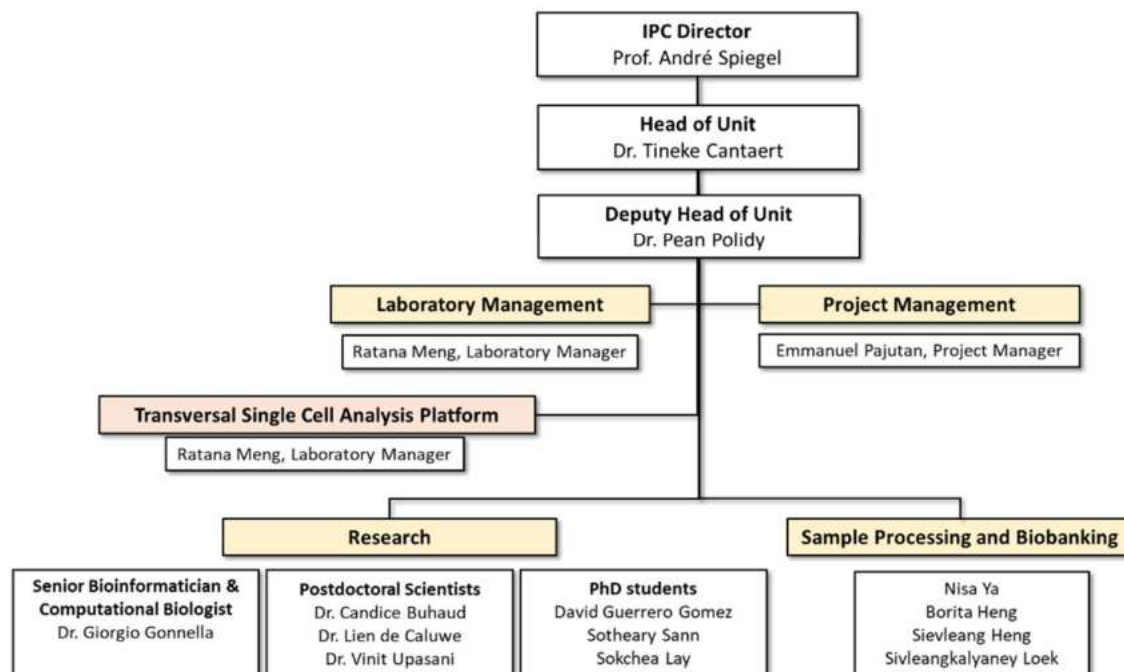 IPC Director
Prof. André Spiegel
Head of Unit
Dr. Tineke Cantaert
Deputy Head of Unit
Dr. Pean Polidy
Laboratory Management
Ratana Meng, Laboratory Manager
Project Management
Emmanuel Pajutan, Project Manager
Transversal Single Cell Analysis Platform
Ratana Meng, Laboratory Manager
Research
Senior Bioinformatician &
Computational Biologist
Dr. Giorgio Gonnella
Postdoctoral Scientists
Dr. Candice Buhaud
Dr. Lien de Caluwe
Dr. Vinit Upasani
PhD students
David Guerrero Gomez
Sotheary Sann
Sokchea Lay
Sample Processing and Biobanking
Nisa Ya
Borita Heng
Sievleang Heng
Sivleangkalyaney Loek